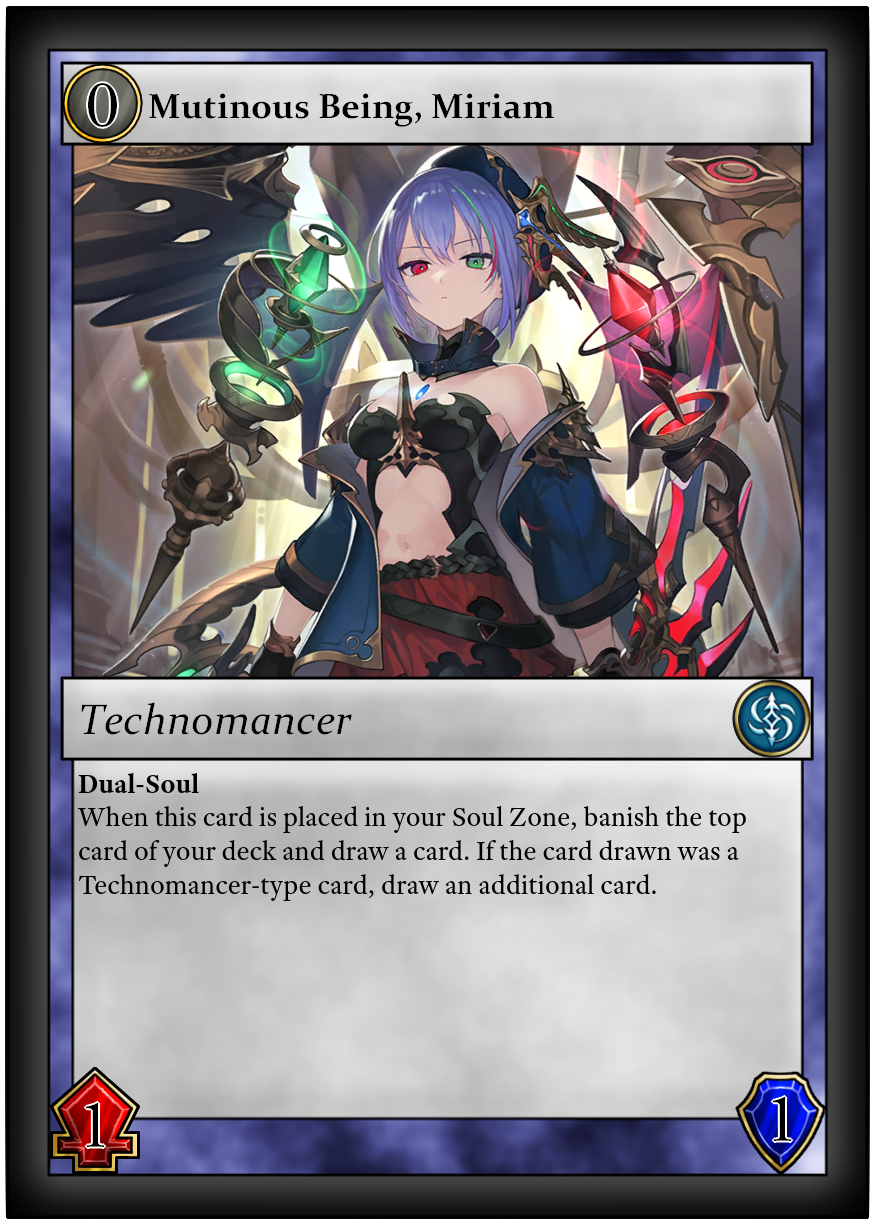 0 Mutinous Being, Miriam
Technomancer
Dual-Soul
When this card is placed in your Soul Zone, banish the top
card of your deck and draw a card. If the card drawn was a
Technomancer-type card, draw an additional card.
1 1